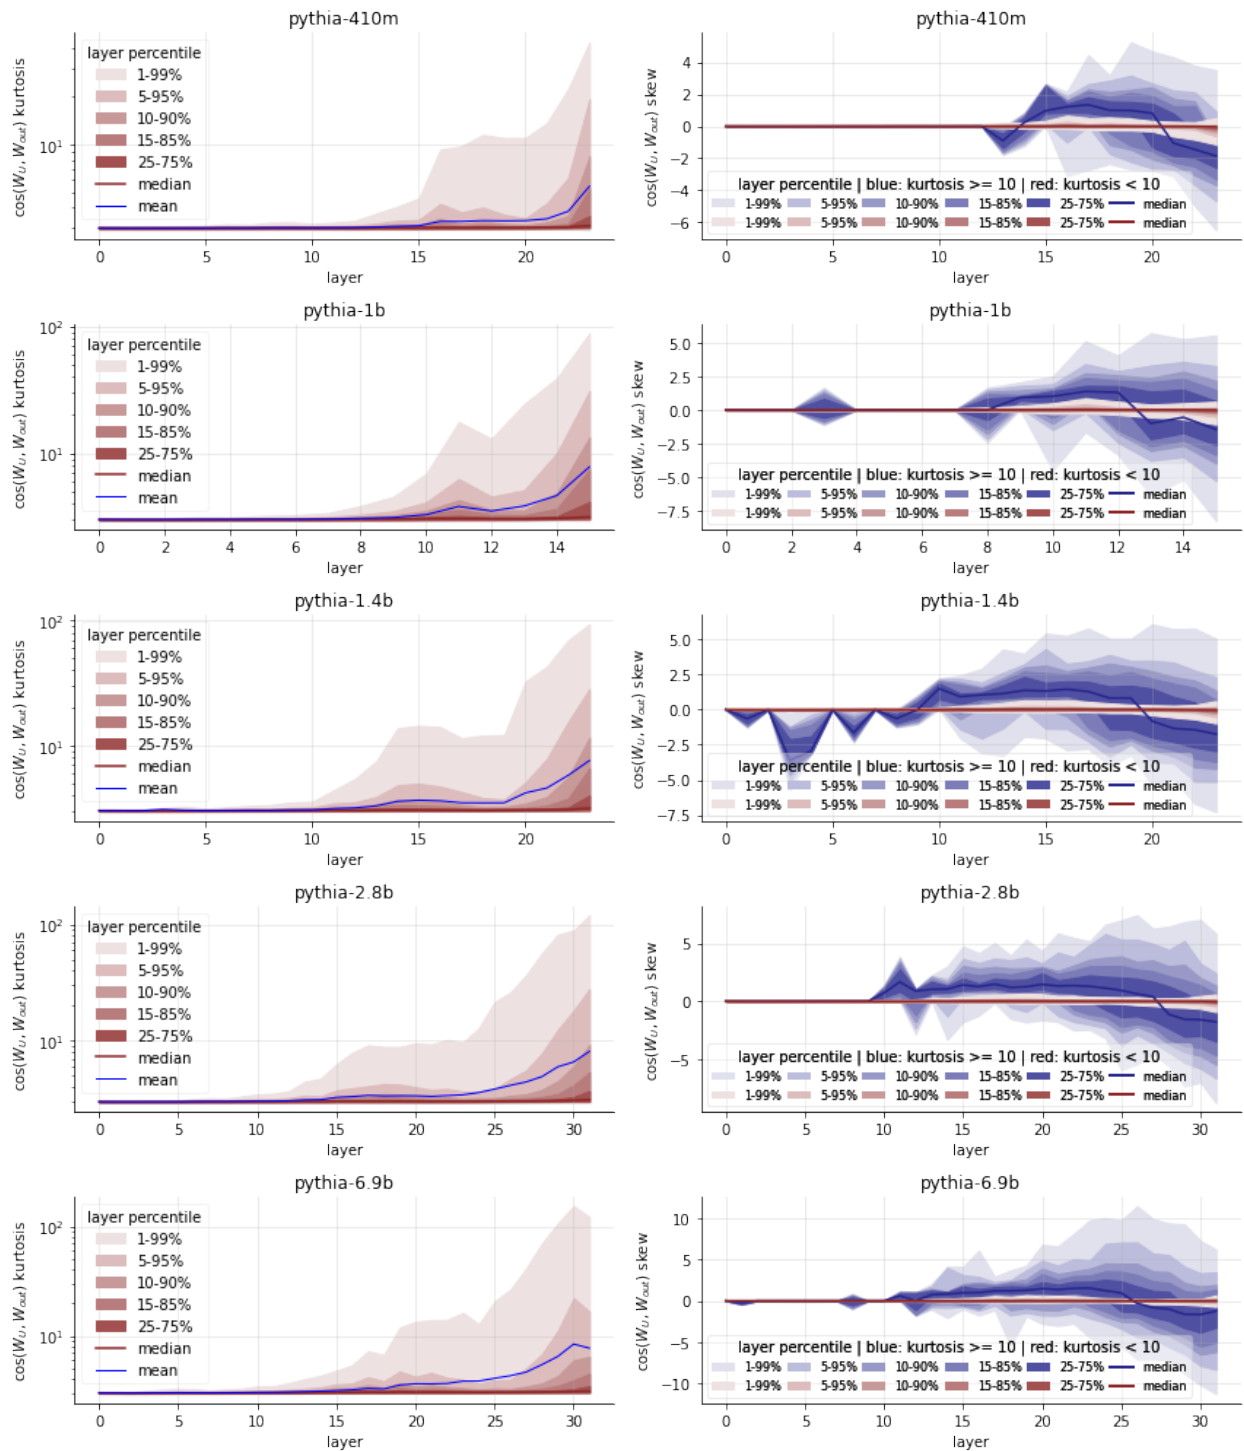 pythia-410m
cos(W_U, W_out) kurtosis
10¹
layer percentile
1-99%
5-95%
10-90%
15-85%
25-75%
median
mean
0 5 10 15 20
layer
pythia-410m
cos(W_U, W_out) skew
4
2
0
−2
−4
−6
layer percentile | blue: kurtosis >= 10 | red: kurtosis < 10
1-99% 5-95% 10-90% 15-85% 25-75% median
1-99% 5-95% 10-90% 15-85% 25-75% median
0 5 10 15 20
layer
pythia-1b
cos(W_U, W_out) kurtosis
10²
10¹
layer percentile
1-99%
5-95%
10-90%
15-85%
25-75%
median
mean
0 2 4 6 8 10 12 14
layer
pythia-1b
cos(W_U, W_out) skew
5.0
2.5
0.0
−2.5
−5.0
−7.5
layer percentile | blue: kurtosis >= 10 | red: kurtosis < 10
1-99% 5-95% 10-90% 15-85% 25-75% median
1-99% 5-95% 10-90% 15-85% 25-75% median
0 2 4 6 8 10 12 14
layer
pythia-1.4b
cos(W_U, W_out) kurtosis
10²
10¹
layer percentile
1-99%
5-95%
10-90%
15-85%
25-75%
median
mean
0 5 10 15 20
layer
pythia-1.4b
cos(W_U, W_out) skew
5.0
2.5
0.0
−2.5
−5.0
−7.5
layer percentile | blue: kurtosis >= 10 | red: kurtosis < 10
1-99% 5-95% 10-90% 15-85% 25-75% median
1-99% 5-95% 10-90% 15-85% 25-75% median
0 5 10 15 20
layer
pythia-2.8b
cos(W_U, W_out) kurtosis
10²
10¹
layer percentile
1-99%
5-95%
10-90%
15-85%
25-75%
median
mean
0 5 10 15 20 25 30
layer
pythia-2.8b
cos(W_U, W_out) skew
5
0
−5
layer percentile | blue: kurtosis >= 10 | red: kurtosis < 10
1-99% 5-95% 10-90% 15-85% 25-75% median
1-99% 5-95% 10-90% 15-85% 25-75% median
0 5 10 15 20 25 30
layer
pythia-6.9b
cos(W_U, W_out) kurtosis
10²
10¹
layer percentile
1-99%
5-95%
10-90%
15-85%
25-75%
median
mean
0 5 10 15 20 25 30
layer
pythia-6.9b
cos(W_U, W_out) skew
10
5
0
−5
−10
layer percentile | blue: kurtosis >= 10 | red: kurtosis < 10
1-99% 5-95% 10-90% 15-85% 25-75% median
1-99% 5-95% 10-90% 15-85% 25-75% median
0 5 10 15 20 25 30
layer